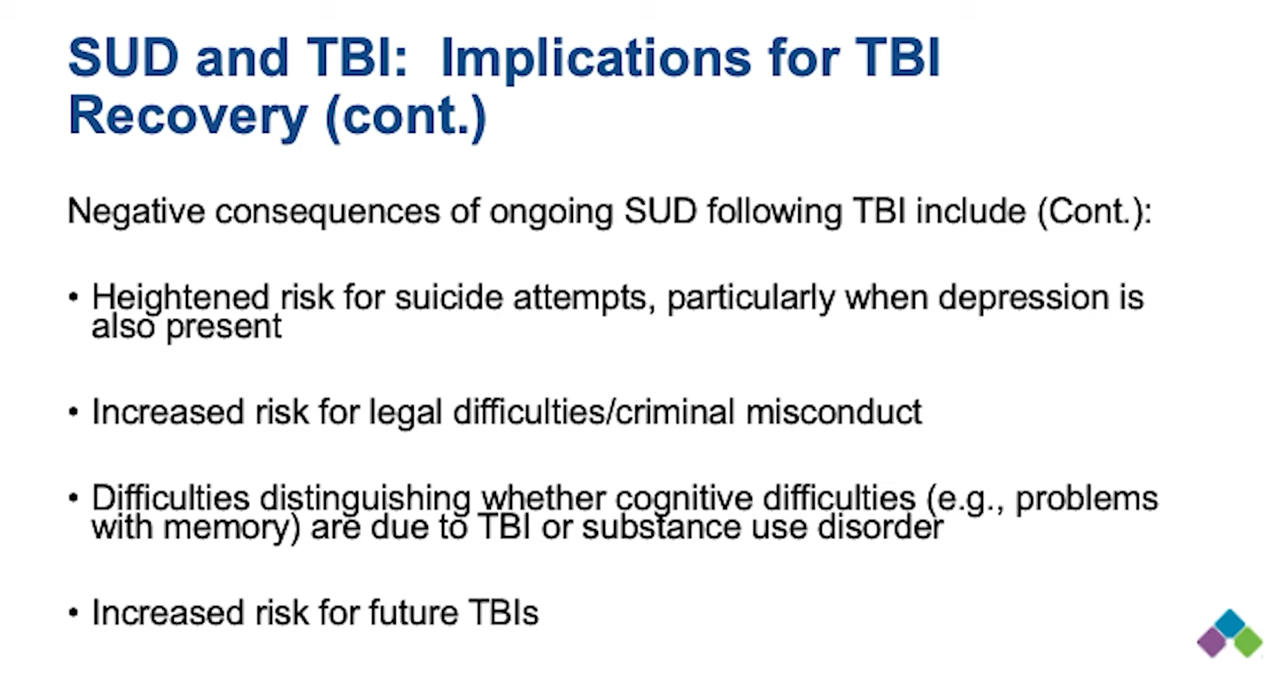 SUD and TBI:  Implications for TBI
Recovery (cont.)
Negative consequences of ongoing SUD following TBI include (Cont.):
• Heightened risk for suicide attempts, particularly when depression is
also present
• Increased risk for legal difficulties/criminal misconduct
• Difficulties distinguishing whether cognitive difficulties (e.g., problems
with memory) are due to TBI or substance use disorder
• Increased risk for future TBIs